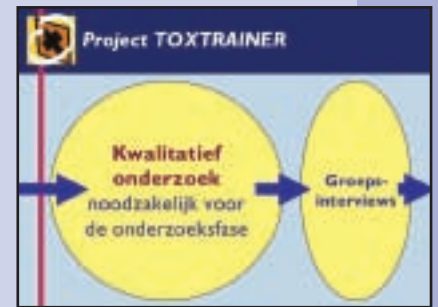 Project TOXTRAINER
Kwalitatief
onderzoek
noodzakelijk voor
de onderzoeksfase
Groeps-
interviews